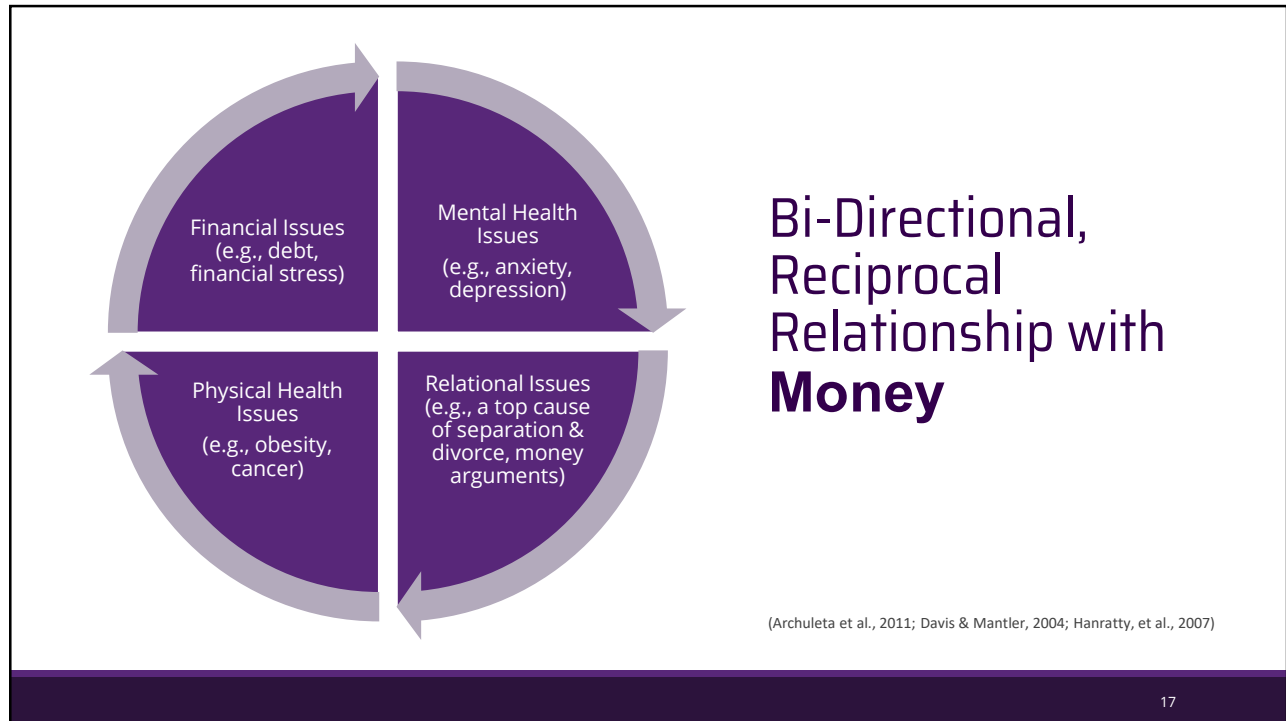 Financial Issues
(e.g., debt,
financial stress)
Mental Health
Issues
(e.g., anxiety,
depression)
Physical Health
Issues
(e.g., obesity,
cancer)
Relational Issues
(e.g., a top cause
of separation &
divorce, money
arguments)
Bi-Directional,
Reciprocal
Relationship with
Money
(Archuleta et al., 2011; Davis & Mantler, 2004; Hanratty, et al., 2007)
17